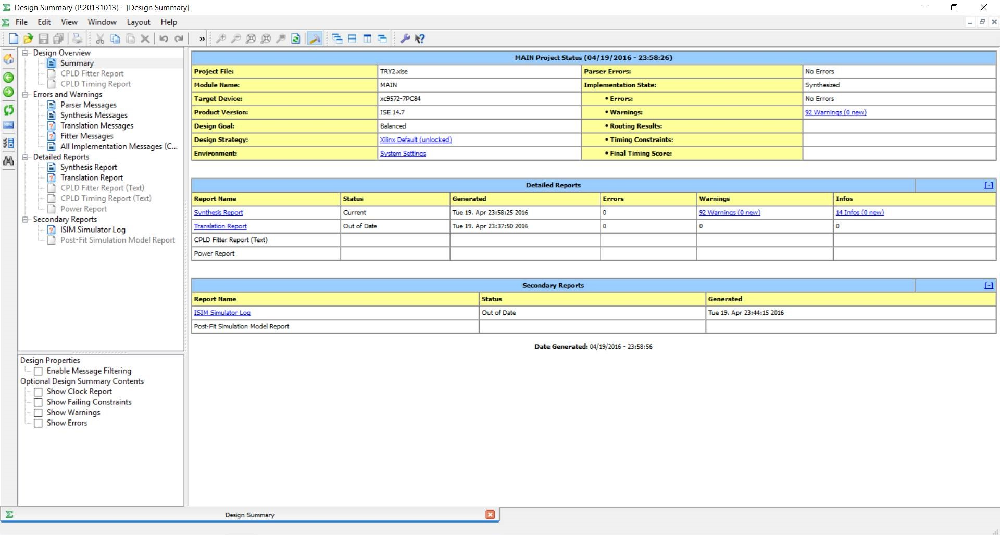 Design Summary (P.20131013) - [Design Summary]
File Edit View Window Layout Help
»
Design Overview
Summary
CPLD Fitter Report
CPLD Timing Report
Errors and Warnings
Parser Messages
Synthesis Messages
Translation Messages
Fitter Messages
All Implementation Messages (C...
Detailed Reports
Synthesis Report
Translation Report
CPLD Fitter Report (Text)
CPLD Timing Report (Text)
Power Report
Secondary Reports
ISIM Simulator Log
Post-Fit Simulation Model Report
Design Properties
Enable Message Filtering
Optional Design Summary Contents
Show Clock Report
Show Failing Constraints
Show Warnings
Show Errors
MAIN Project Status (04/19/2016 - 23:58:26)
Project File: TRY2.xise Parser Errors: No Errors
Module Name: MAIN Implementation State: Synthesized
Target Device: xc9572-7PC84 • Errors: No Errors
Product Version: ISE 14.7 • Warnings: 92 Warnings (0 new)
Design Goal: Balanced • Routing Results:
Design Strategy: Xilinx Default (unlocked) • Timing Constraints:
Environment: System Settings • Final Timing Score:
Detailed Reports [-]
Report Name Status Generated Errors Warnings Infos
Synthesis Report Current Tue 19. Apr 23:58:25 2016 0 92 Warnings (0 new) 14 Infos (0 new)
Translation Report Out of Date Tue 19. Apr 23:37:50 2016 0 0 0
CPLD Fitter Report (Text)
Power Report
Secondary Reports [-]
Report Name Status Generated
ISIM Simulator Log Out of Date Tue 19. Apr 23:44:15 2016
Post-Fit Simulation Model Report
Date Generated: 04/19/2016 - 23:58:56
Design Summary